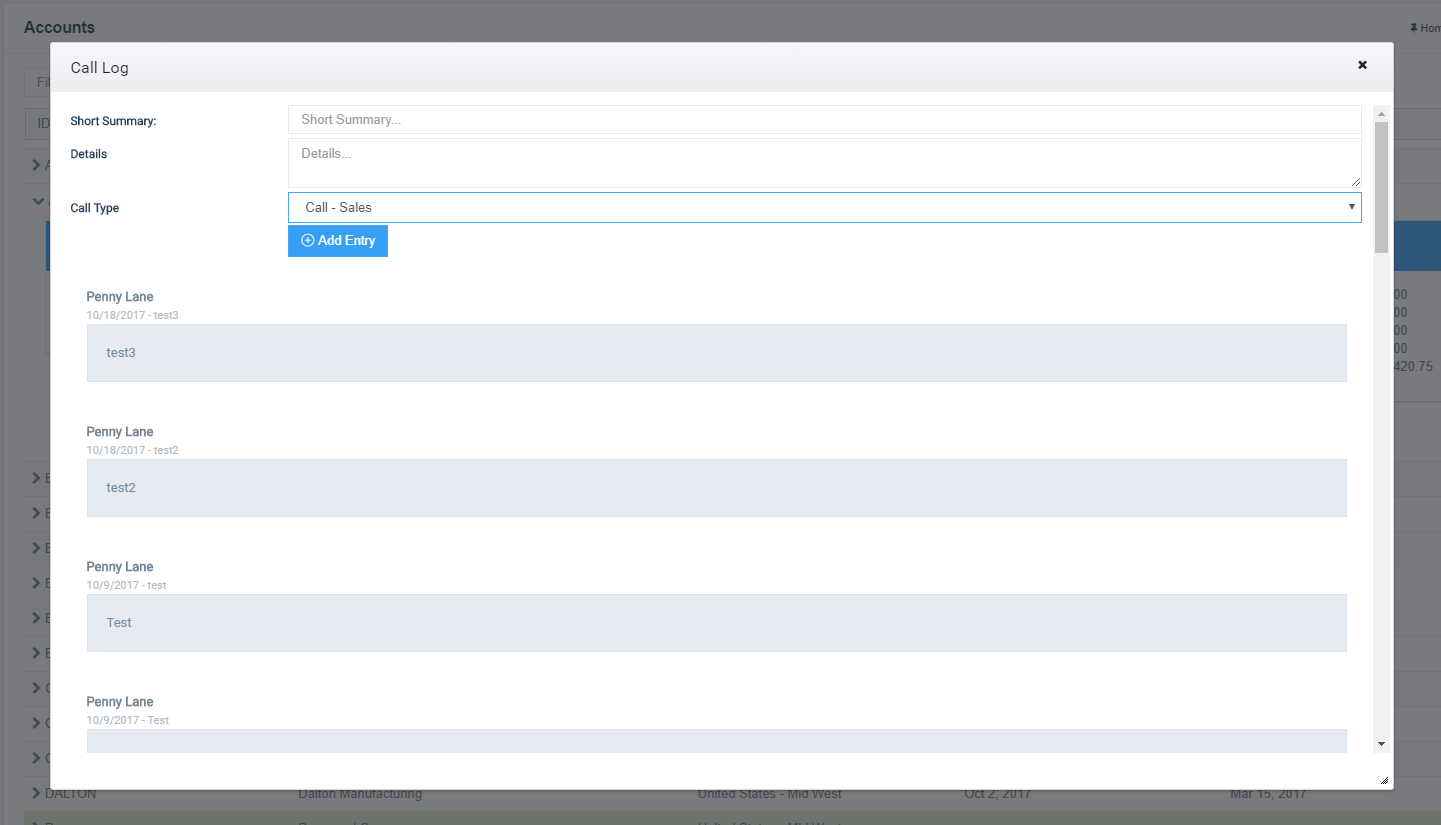 Accounts
Hom
Call Log
Fil
ID
Short Summary:
Short Summary...
Details
Details...
Call Type
Call - Sales
Add Entry
Penny Lane
10/18/2017 - test3
test3
00
00
00
00
420.75
Penny Lane
10/18/2017 - test2
test2
Penny Lane
10/9/2017 - test
Test
Penny Lane
10/9/2017 - Test
DALTON Dalton Manufacturing United States - Mid West Oct 2, 2017 Mar 15, 2017